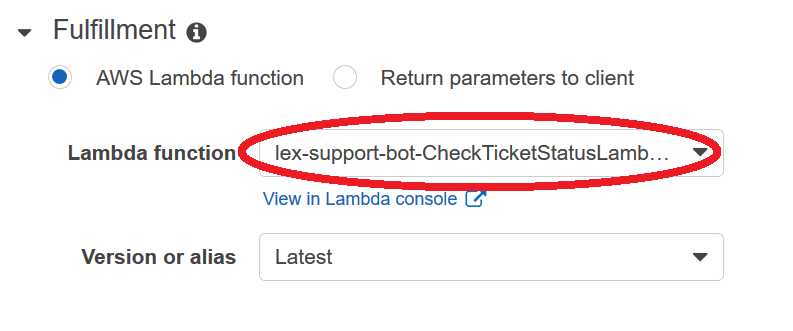 Fulfillment
AWS Lambda function Return parameters to client
Lambda function lex-support-bot-CheckTicketStatusLamb...
View in Lambda console
Version or alias Latest